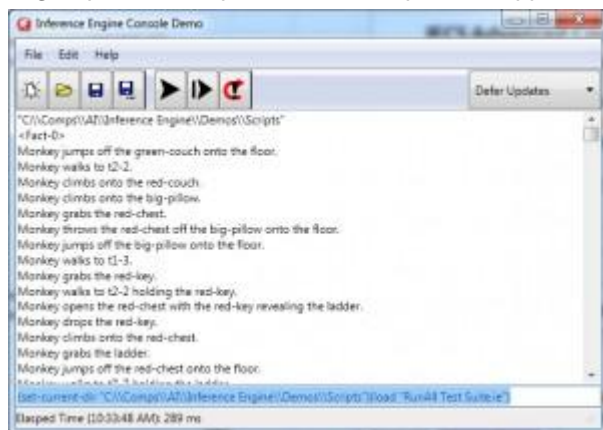 Inference Engine Console Demo
File Edit Help
Defer Updates
"C:\\Comps\\AI\\Inference Engine\\Demos\\Scripts"
<Fact-0>
Monkey jumps off the green-couch onto the floor.
Monkey walks to t2-2.
Monkey climbs onto the red-couch.
Monkey climbs onto the big-pillow.
Monkey grabs the red-chest.
Monkey throws the red-chest off the big-pillow onto the floor.
Monkey jumps off the big-pillow onto the floor.
Monkey walks to t1-3.
Monkey grabs the red-key.
Monkey walks to t2-2 holding the red-key.
Monkey opens the red-chest with the red-key revealing the ladder.
Monkey drops the red-key.
Monkey climbs onto the red-chest.
Monkey grabs the ladder.
Monkey jumps off the red-chest onto the floor.
(set-current-dir "C:\\Comps\\AI\\Inference Engine\\Demos\\Scripts")(load "RunAll Test Suite.ie")
Elasped Time (10:33:48 AM): 289 ms